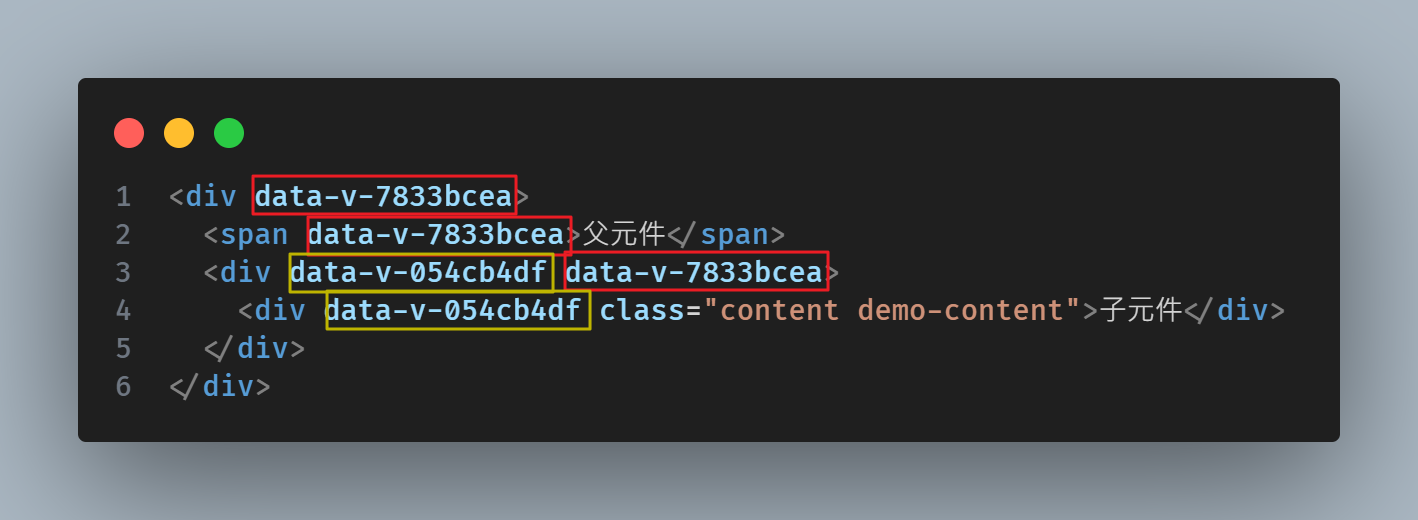 1 <div data-v-7833bcea>
2 <span data-v-7833bcea>父元件</span>
3 <div data-v-054cb4df data-v-7833bcea>
4 <div data-v-054cb4df class="content demo-content">子元件</div>
5 </div>
6 </div>